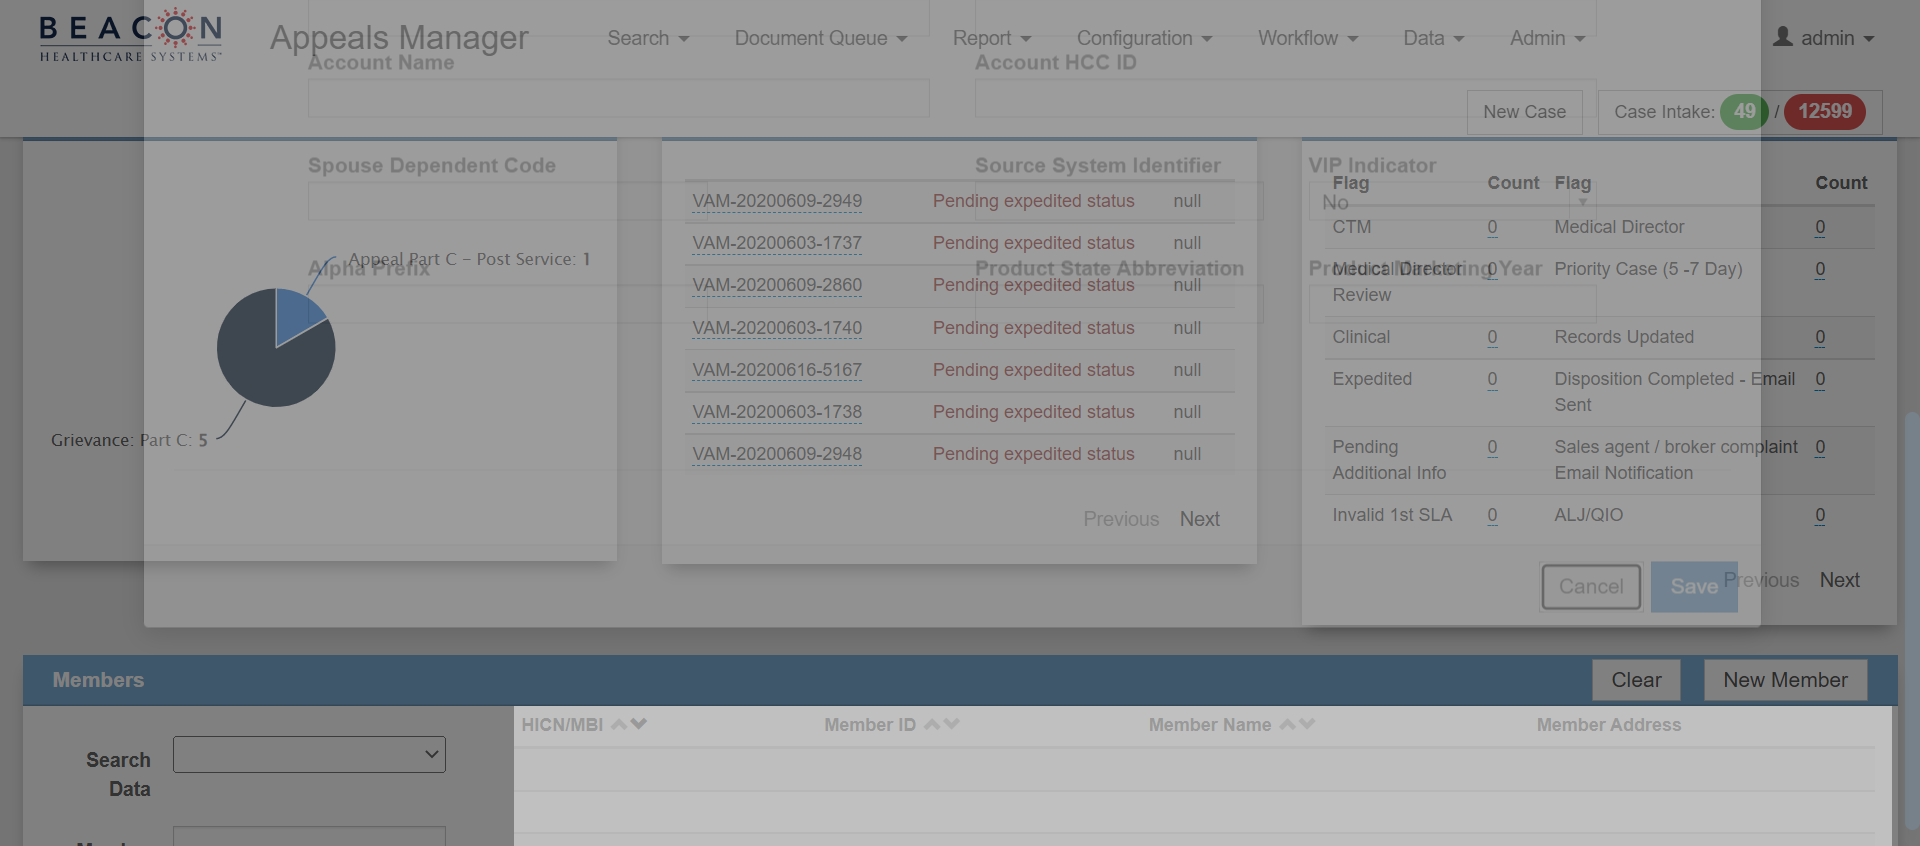 BEACON
HEALTHCARE SYSTEMS
Appeals Manager
Search
Document Queue
Report
Configuration
Workflow
Data
Admin
admin
Account Name
Account HCC ID
New Case
Case Intake: 49 / 12599
Spouse Dependent Code
Source System Identifier
VIP Indicator
No
Alpha Prefix
Product State Abbreviation
Product Marketing Year
Appeal Part C - Post Service: 1
Grievance: Part C: 5
VAM-20200609-2949 Pending expedited status null
VAM-20200603-1737 Pending expedited status null
VAM-20200609-2860 Pending expedited status null
VAM-20200603-1740 Pending expedited status null
VAM-20200616-5167 Pending expedited status null
VAM-20200603-1738 Pending expedited status null
VAM-20200609-2948 Pending expedited status null
Previous Next
Flag Count Flag Count
CTM 0 Medical Director 0
Medical Director 0 Priority Case (5 -7 Day) 0
Review
Clinical 0 Records Updated 0
Expedited 0 Disposition Completed - Email 0
Sent
Pending 0 Sales agent / broker complaint 0
Additional Info Email Notification
Invalid 1st SLA 0 ALJ/QIO 0
Cancel Save
Previous Next
Members
Clear New Member
Search
Data
HICN/MBI Member ID Member Name Member Address